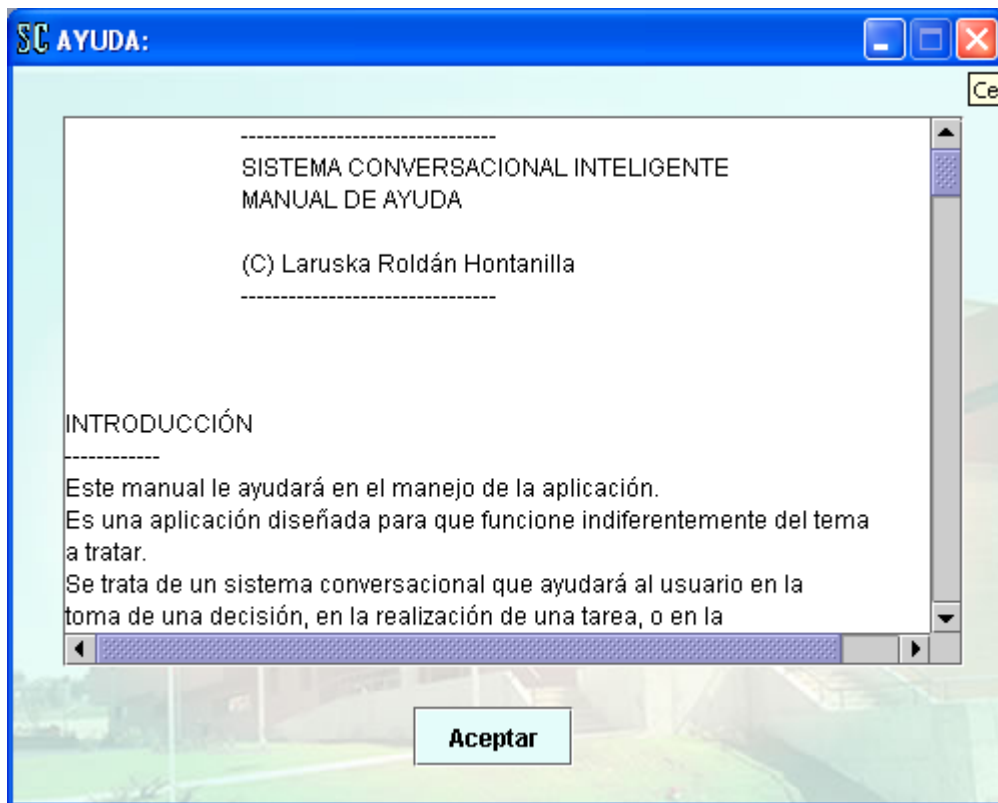 SC AYUDA:
Ce
--------------------------------
SISTEMA CONVERSACIONAL INTELIGENTE
MANUAL DE AYUDA
(C) Laruska Roldán Hontanilla
--------------------------------
INTRODUCCIÓN
------------
Este manual le ayudará en el manejo de la aplicación.
Es una aplicación diseñada para que funcione indiferentemente del tema
a tratar.
Se trata de un sistema conversacional que ayudará al usuario en la
toma de una decisión, en la realización de una tarea, o en la
Aceptar